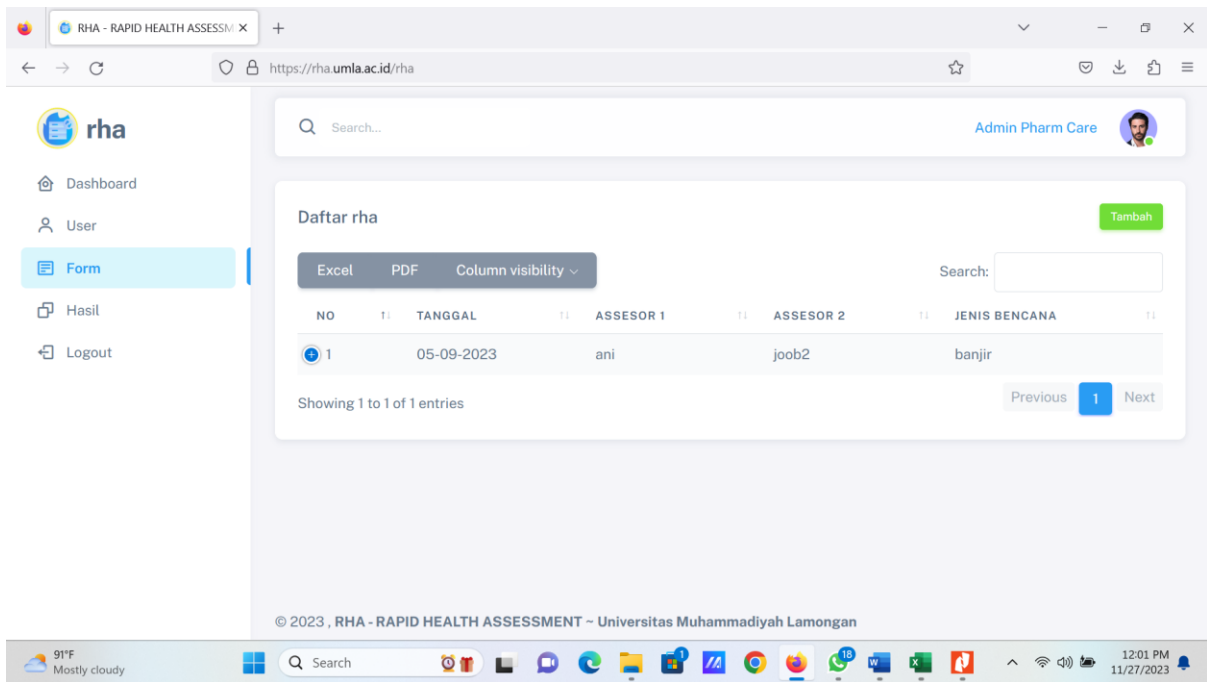 RHA - RAPID HEALTH ASSESSM
https://rha.umla.ac.id/rha
rha
Search...
Admin Pharm Care
Dashboard
User
Form
Hasil
Logout
Daftar rha
Tambah
Excel PDF Column visibility
Search:
NO TANGGAL ASSESOR 1 ASSESOR 2 JENIS BENCANA
1 05-09-2023 ani joob2 banjir
Showing 1 to 1 of 1 entries
Previous 1 Next
© 2023 , RHA - RAPID HEALTH ASSESSMENT ~ Universitas Muhammadiyah Lamongan
91°F
Mostly cloudy
Search
1
18
12:01 PM
11/27/2023